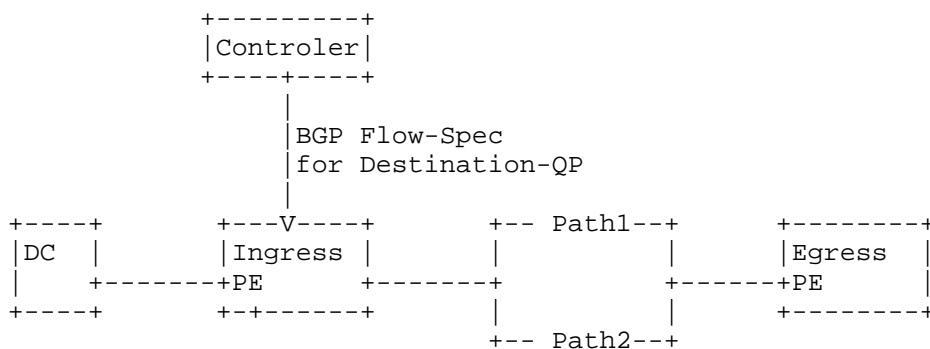 Controler
BGP Flow-Spec
for Destination-QP
Path1
DC Ingress Egress
PE PE
Path2